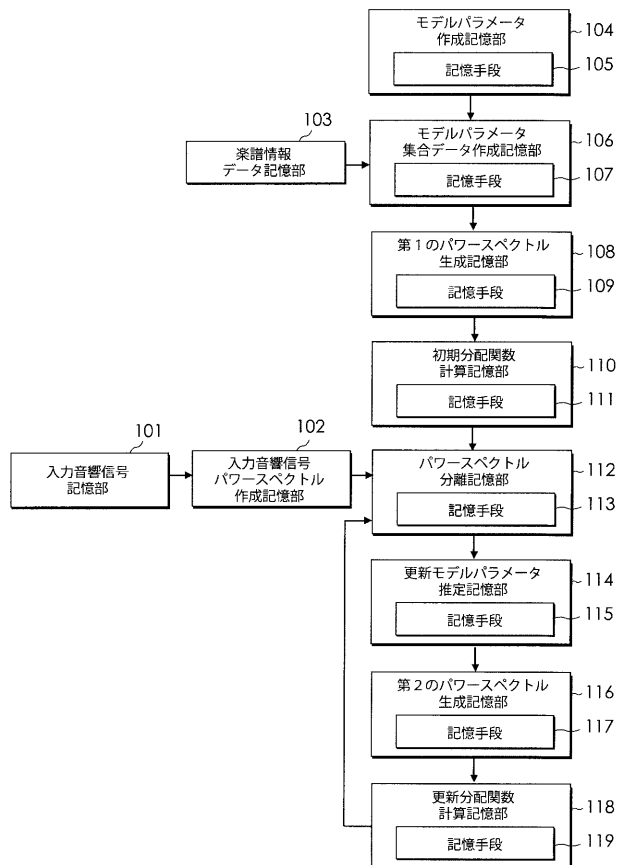 モデルパラメータ
作成記憶部
104
記憶手段
105
103
楽譜情報
データ記憶部
モデルパラメータ
集合データ作成記憶部
106
記憶手段
107
第1のパワースペクトル
生成記憶部
108
記憶手段
109
初期分配関数
計算記憶部
110
記憶手段
111
101
入力音響信号
記憶部
102
入力音響信号
パワースペクトル
作成記憶部
パワースペクトル
分離記憶部
112
記憶手段
113
更新モデルパラメータ
推定記憶部
114
記憶手段
115
第2のパワースペクトル
生成記憶部
116
記憶手段
117
更新分配関数
計算記憶部
118
記憶手段
119